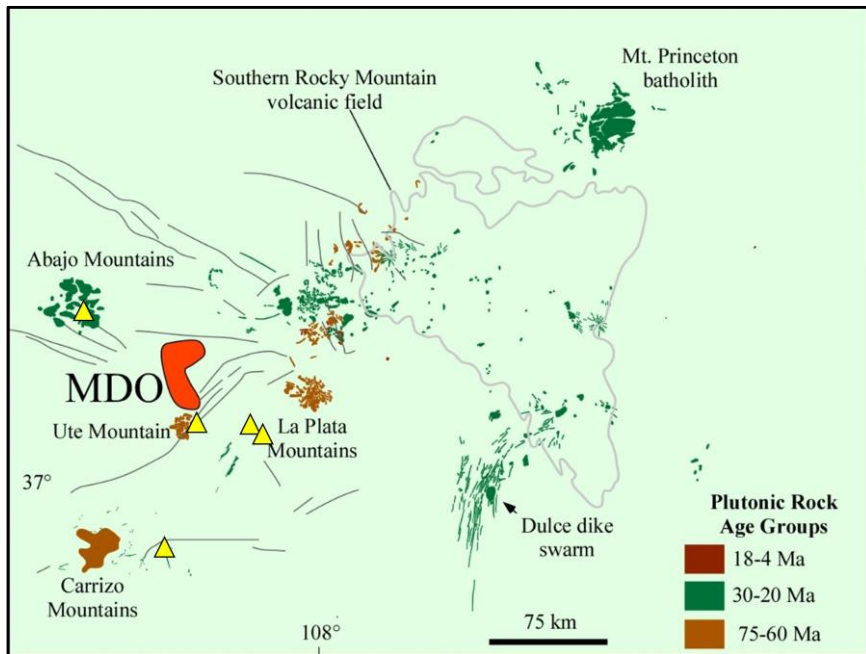 Mt. Princeton
batholith
Southern Rocky Mountain
volcanic field
Abajo Mountains
MDO
Ute Mountain
La Plata
Mountains
37°
Dulce dike
swarm
Carrizo
Mountains
108°
75 km
Plutonic Rock
Age Groups
18-4 Ma
30-20 Ma
75-60 Ma